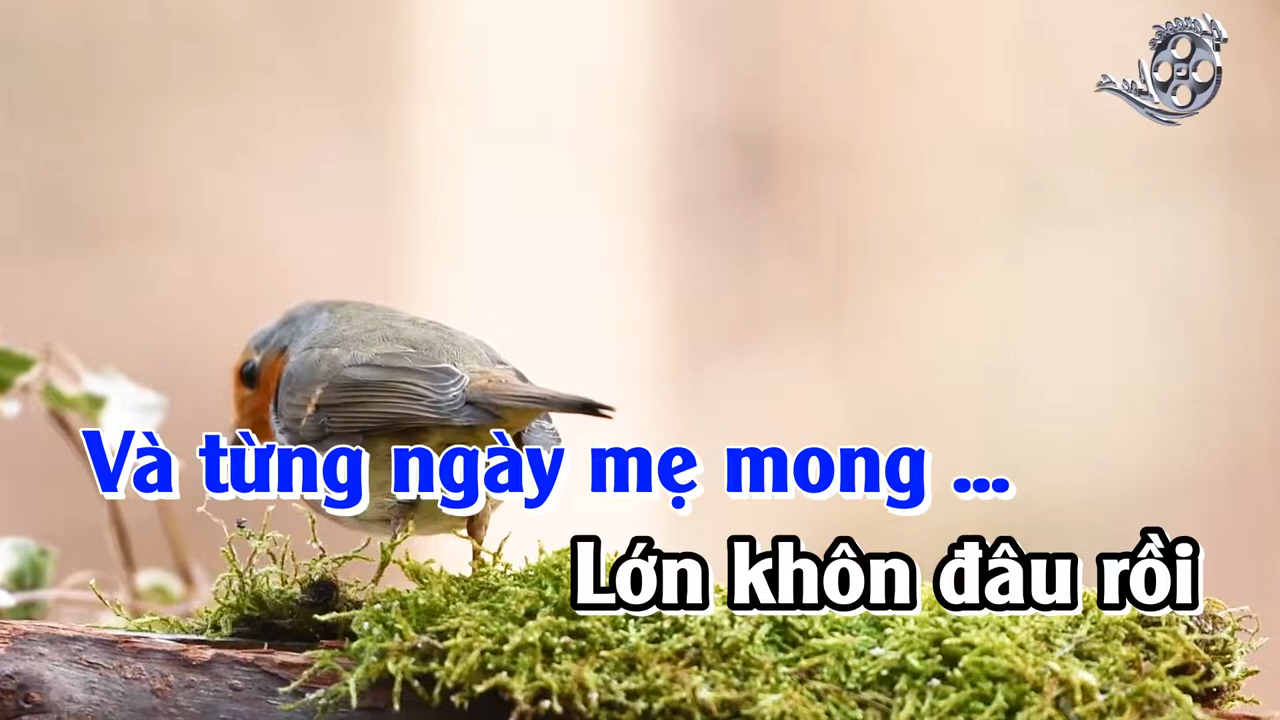 Và từng ngày mẹ mong ...
Lớn khôn đâu rồi